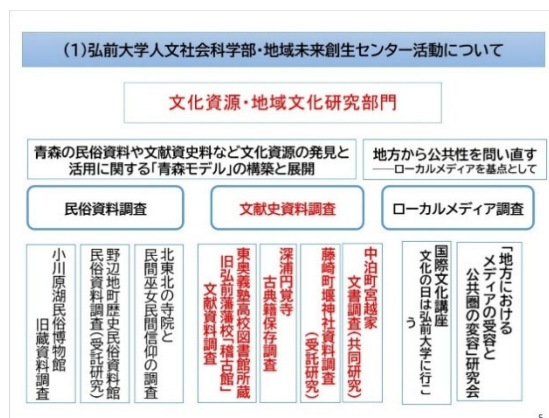 (1)弘前大学人文社会科学部・地域未来創生センター活動について
文化資源・地域文化研究部門
青森の民俗資料や文献資史料など文化資源の発見と
活用に関する「青森モデル」の構築と展開
地方から公共性を問い直す
――ローカルメディアを基点として
民俗資料調査
文献史資料調査
ローカルメディア調査
小川原湖民俗博物館
旧蔵資料調査
野辺地町歴史民俗資料館
民俗資料調査(受託研究)
北東北の寺院と
民間巫女民間信仰の調査
東奥義塾高校図書館所蔵
旧弘前藩藩校「稽古館」
文献資料調査
深浦円覚寺
古典籍保存調査
藤崎町堰神社資料調査
(受託研究)
中泊町宮越家
文書調査(共同研究)
国際文化講座
文化の日は弘前大学に行こ
う
「地方における
メディアの受容と
公共圏の変容」研究会
5